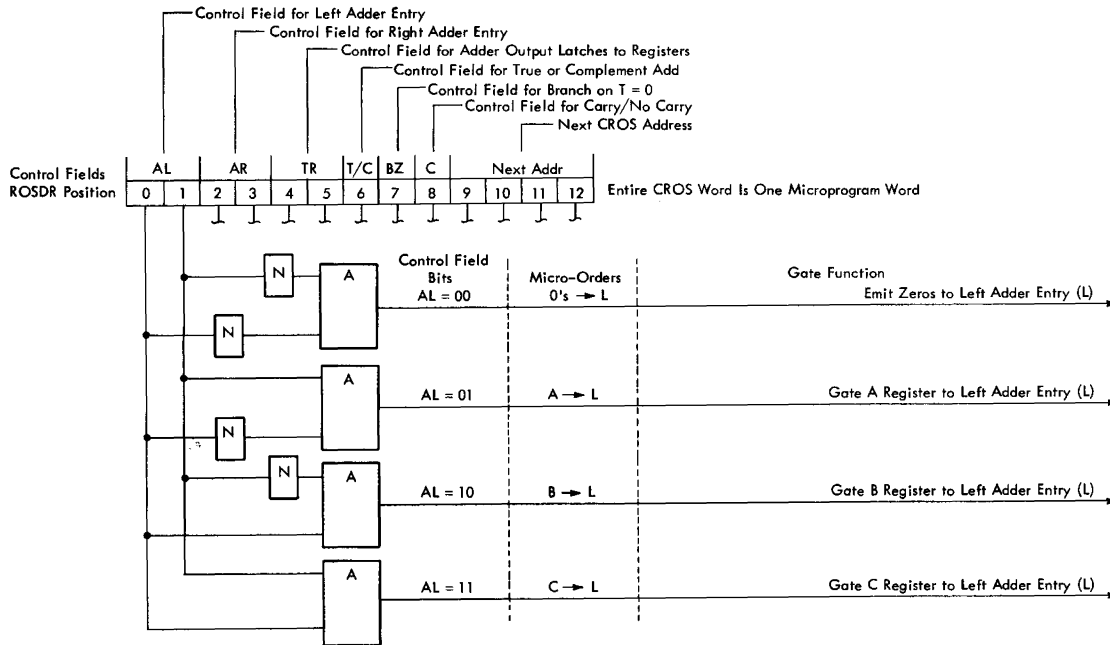 Control Field for Left Adder Entry
Control Field for Right Adder Entry
Control Field for Adder Output Latches to Registers
Control Field for True or Complement Add
Control Field for Branch on T = 0
Control Field for Carry/No Carry
Next CROS Address
Control Fields AL AR TR T/C BZ C Next Addr
ROSDR Position 0 1 2 3 4 5 6 7 8 9 10 11 12 Entire CROS Word Is One Microprogram Word
Control Field Bits
Micro-Orders
Gate Function
N
A
N
AL = 00 0's → L Emit Zeros to Left Adder Entry (L)
A
N
AL = 01 A → L Gate A Register to Left Adder Entry (L)
N
A
AL = 10 B → L Gate B Register to Left Adder Entry (L)
A
AL = 11 C → L Gate C Register to Left Adder Entry (L)